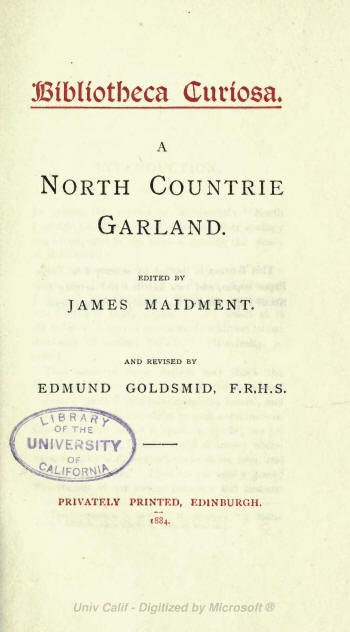 Bibliotheca Curiosa.
A
NORTH COUNTRIE
GARLAND.
EDITED BY
JAMES MAIDMENT.
AND REVISED BY
EDMUND GOLDSMID, F.R.H.S.
LIBRARY
OF THE
UNIVERSITY
OF
CALIFORNIA
PRIVATELY PRINTED, EDINBURGH.
1884.
Univ Calif - Digitized by Microsoft ®